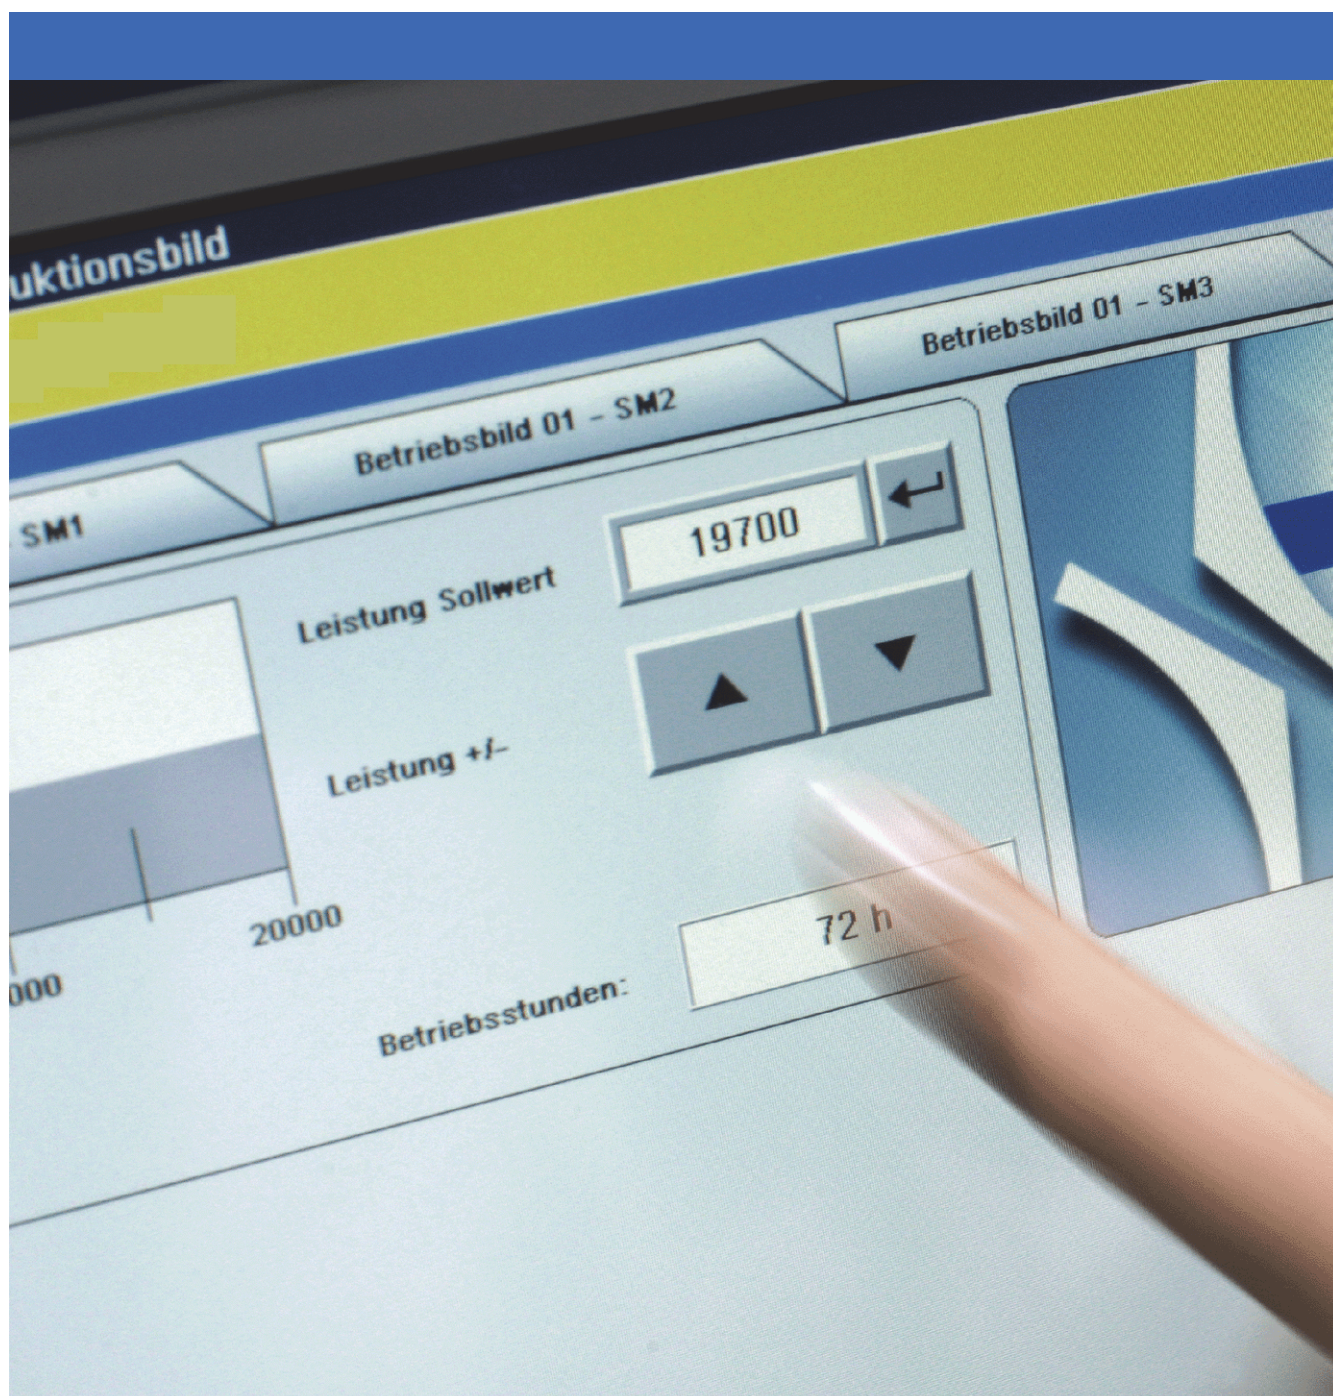 uktionsbild
Betriebsbild 01 - SM3
Betriebsbild 01 - SM2
SM1
Leistung Sollwert
19700
Leistung +/-
20000
000
72 h
Betriebsstunden: